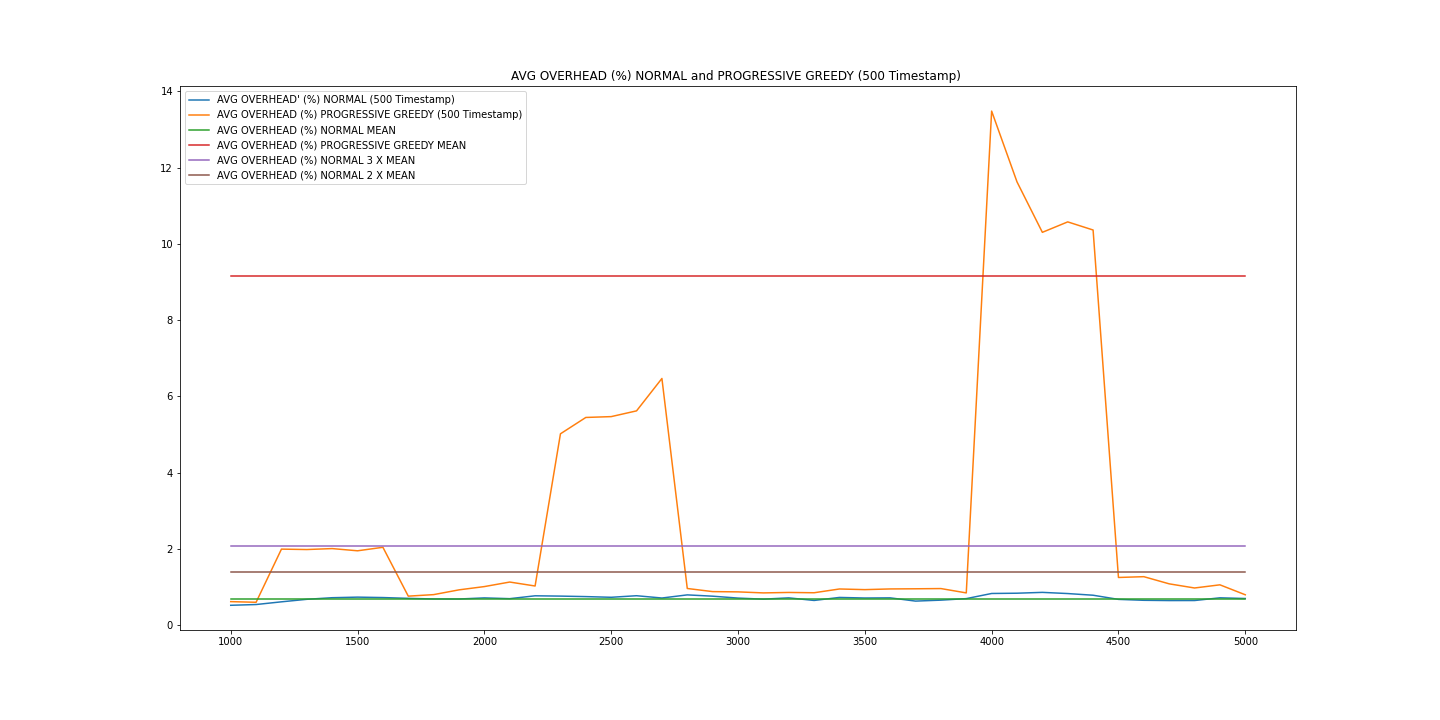 AVG OVERHEAD (%) NORMAL and PROGRESSIVE GREEDY (500 Timestamp)
AVG OVERHEAD' (%) NORMAL (500 Timestamp)
AVG OVERHEAD (%) PROGRESSIVE GREEDY (500 Timestamp)
AVG OVERHEAD (%) NORMAL MEAN
AVG OVERHEAD (%) PROGRESSIVE GREEDY MEAN
AVG OVERHEAD (%) NORMAL 3 X MEAN
AVG OVERHEAD (%) NORMAL 2 X MEAN
14
12
10
8
6
4
2
0
1000 1500 2000 2500 3000 3500 4000 4500 5000